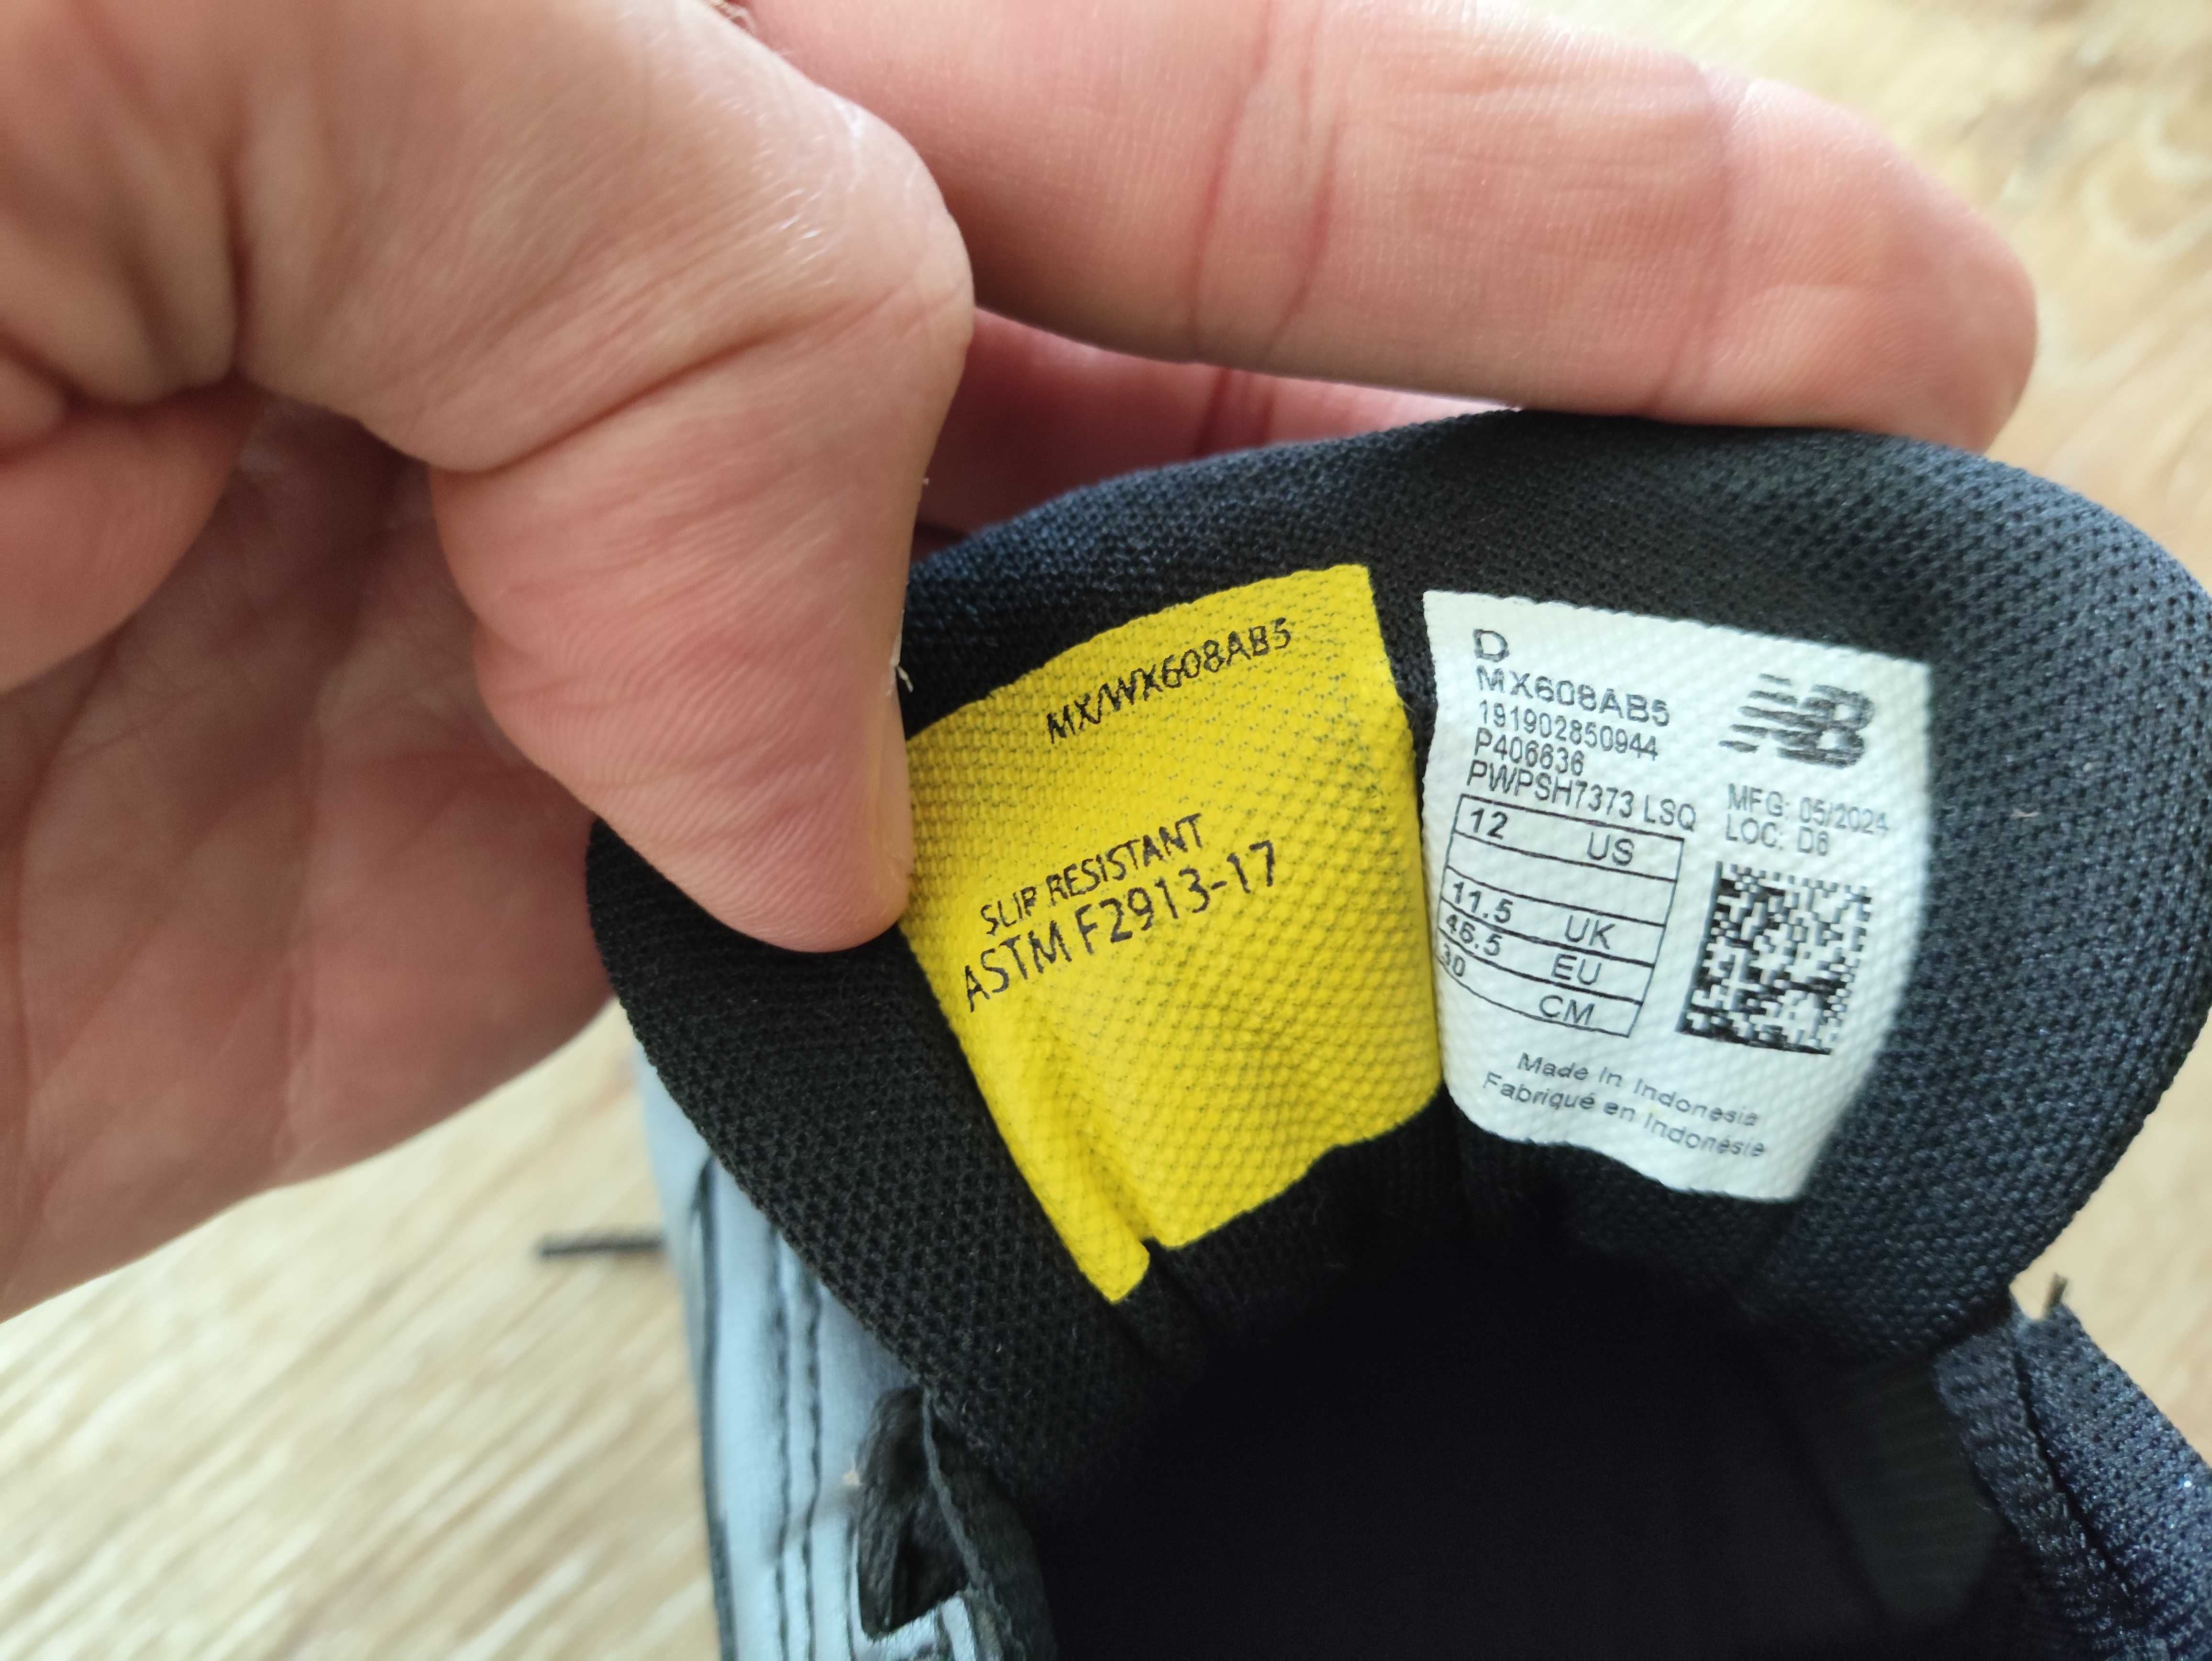 MX/WX608AB5
SLIP RESISTANT
ASTM F2913-17
D
MX608AB5
191902850944
P406636
PWPSH7373 LSQ
NB
MFG: 05/2024
LOC: D6
12 US
11.5 UK
46.5 EU
30 CM
Made in Indonesia
Fabriqué en Indonésie